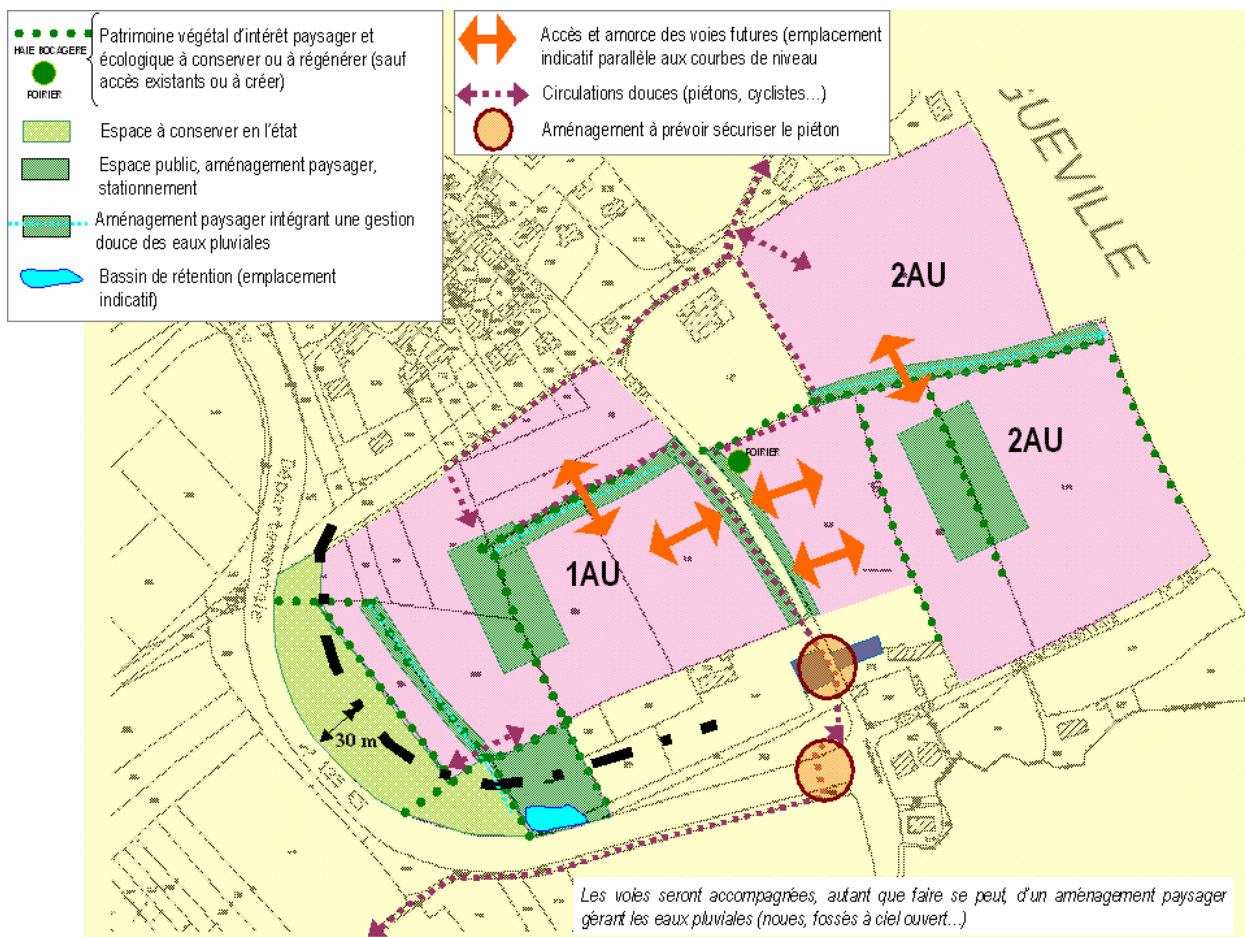 HAIE BOCAGERE
POIRIER
Patrimoine végétal d'intérêt paysager et
écologique à conserver ou à régénérer (sauf
accès existants ou à créer)
Espace à conserver en l'état
Espace public, aménagement paysager,
stationnement
Aménagement paysager intégrant une gestion
douce des eaux pluviales
Bassin de rétention (emplacement
indicatif)
Accès et amorce des voies futures (emplacement
indicatif parallèle aux courbes de niveau
Circulations douces (piétons, cyclistes...)
Aménagement à prévoir sécuriser le piéton
GUEVILLE
2AU
2AU
POIRIER
1AU
Départementale
30 m
Les voies seront accompagnées, autant que faire se peut, d'un aménagement paysager
gérant les eaux pluviales (noues, fossés à ciel ouvert...)